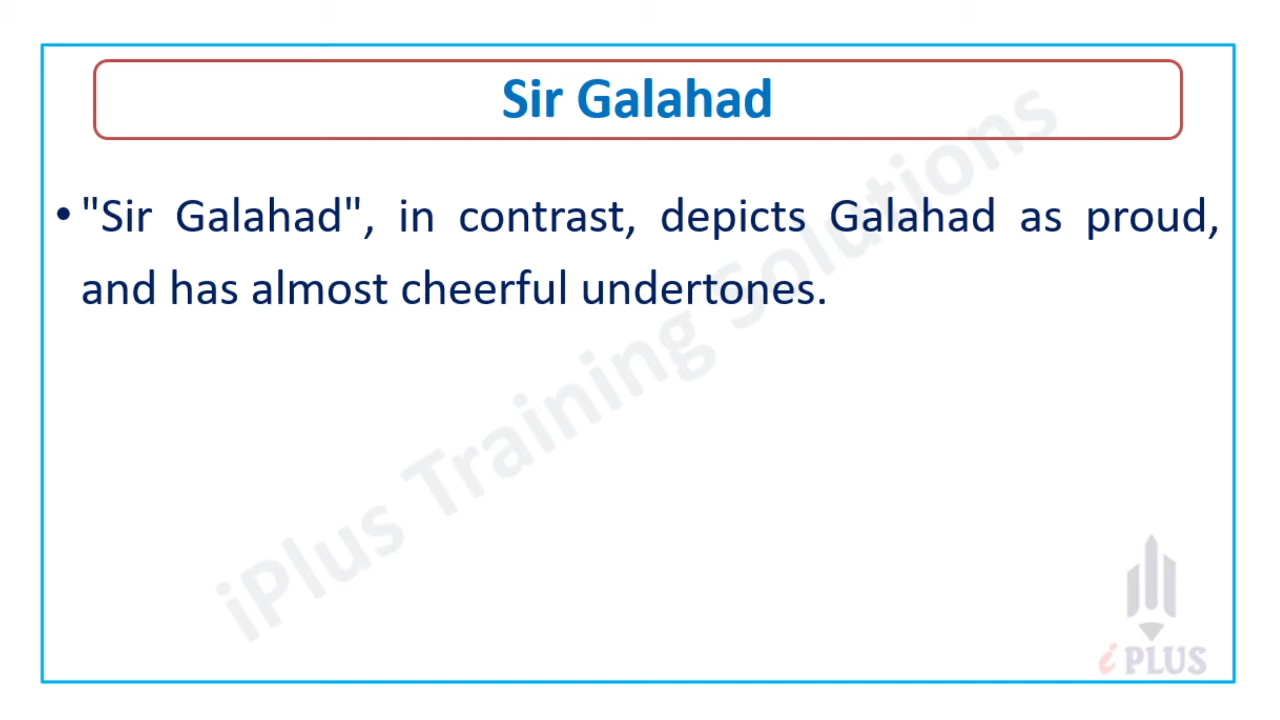 Sir Galahad
• "Sir Galahad", in contrast, depicts Galahad as proud,
and has almost cheerful undertones.
iPlus Training Solutions
i PLUS